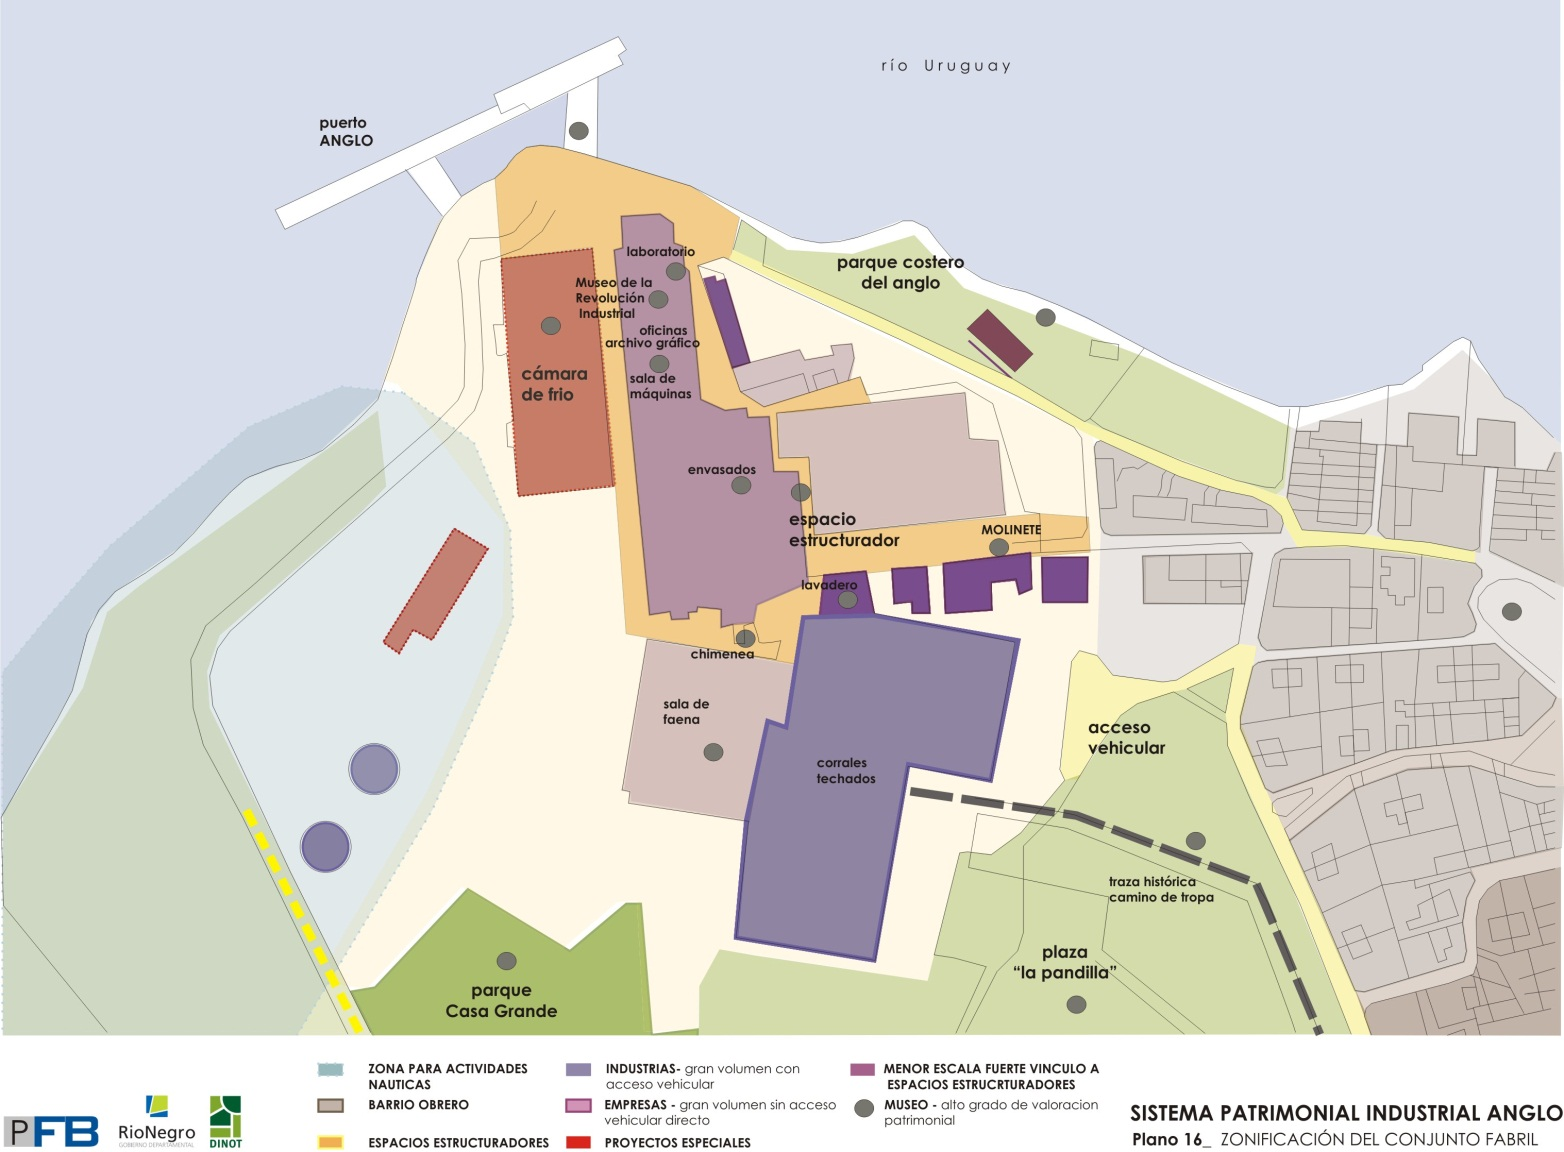 río Uruguay
puerto
ANGLO
laboratorio
Museo de la
Revolución
Industrial
oficinas
archivo gráfico
sala de
máquinas
cámara
de frio
parque costero
del anglo
envasados
espacio
estructurador
MOLINETE
lavadero
chimenea
sala de
faena
corrales
techados
acceso
vehicular
traza histórica
camino de tropa
plaza
“la pandilla”
parque
Casa Grande
ZONA PARA ACTIVIDADES
NAUTICAS
BARRIO OBRERO
ESPACIOS ESTRUCTURADORES
INDUSTRIAS- gran volumen con
acceso vehicular
EMPRESAS - gran volumen sin acceso
vehicular directo
PROYECTOS ESPECIALES
MENOR ESCALA FUERTE VINCULO A
ESPACIOS ESTRUCRTURADORES
MUSEO - alto grado de valoracion
patrimonial
PFB
RioNegro
GOBIERNO DEPARTAMENTAL
DINOT
SISTEMA PATRIMONIAL INDUSTRIAL ANGLO
Plano 16_ ZONIFICACIÓN DEL CONJUNTO FABRIL